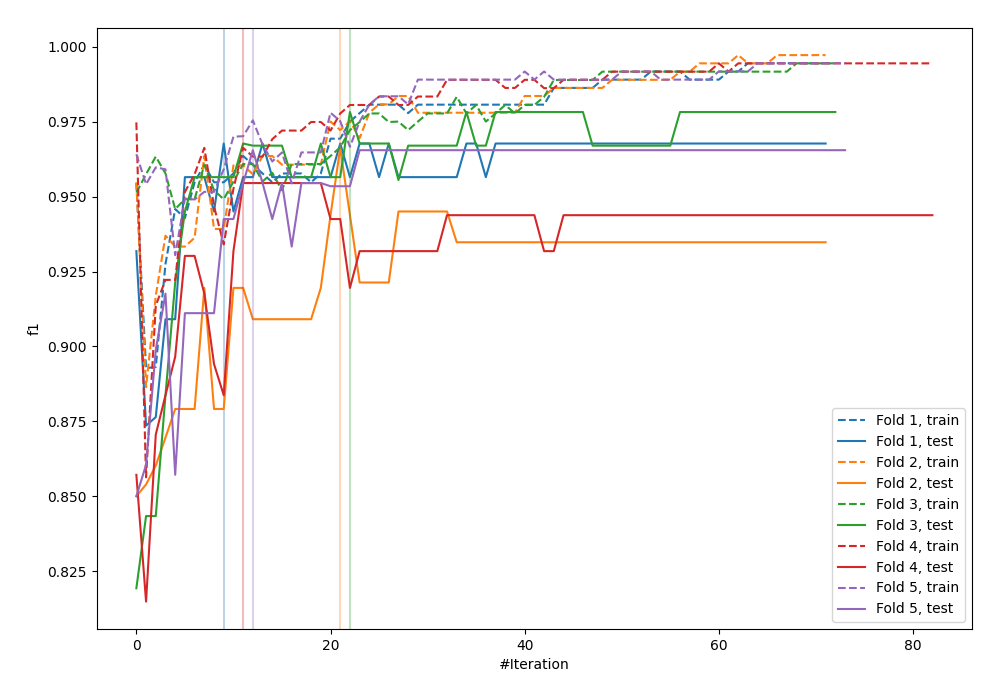 1.000
0.975
0.950
0.925
0.900
0.875
0.850
0.825
f1
0
20
40
60
80
#Iteration
Fold 1, train
Fold 1, test
Fold 2, train
Fold 2, test
Fold 3, train
Fold 3, test
Fold 4, train
Fold 4, test
Fold 5, train
Fold 5, test